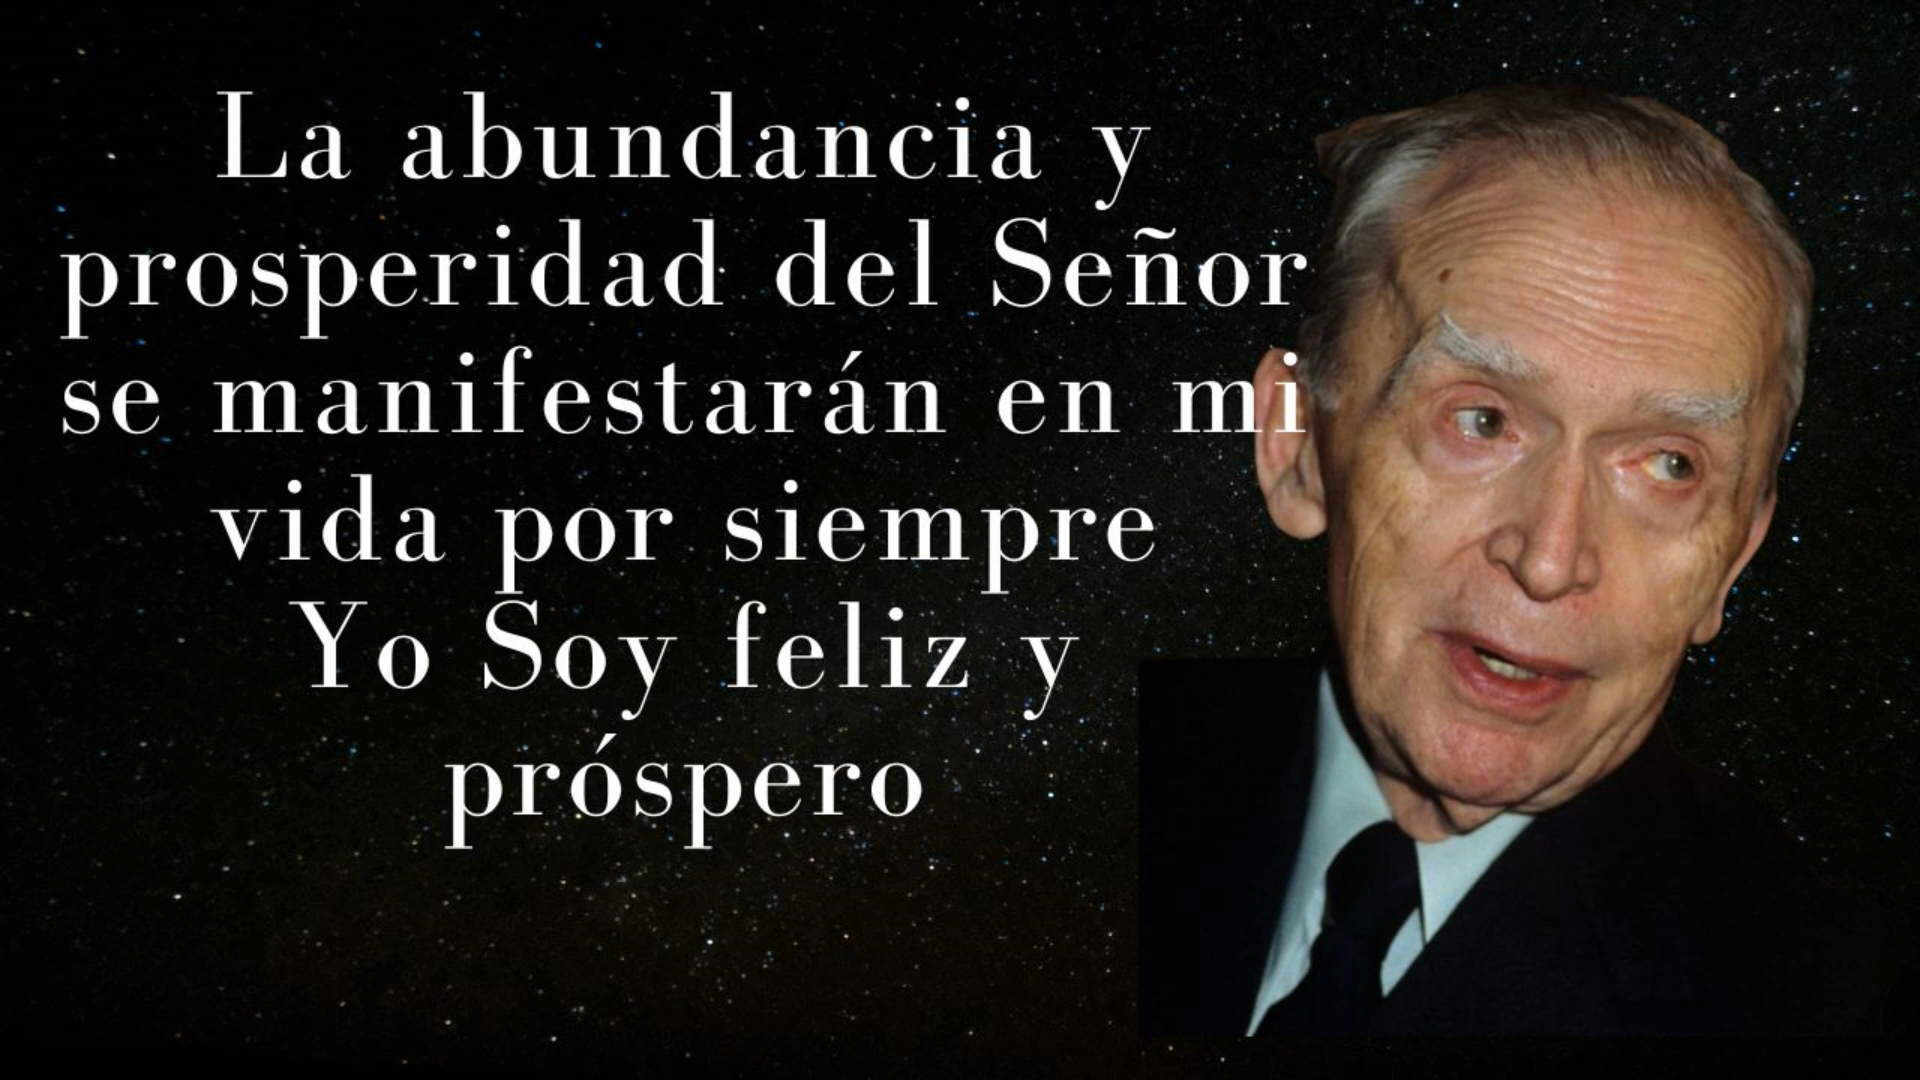 La abundancia y
prosperidad del Señor
se manifestarán en mi
vida por siempre
Yo Soy feliz y
próspero